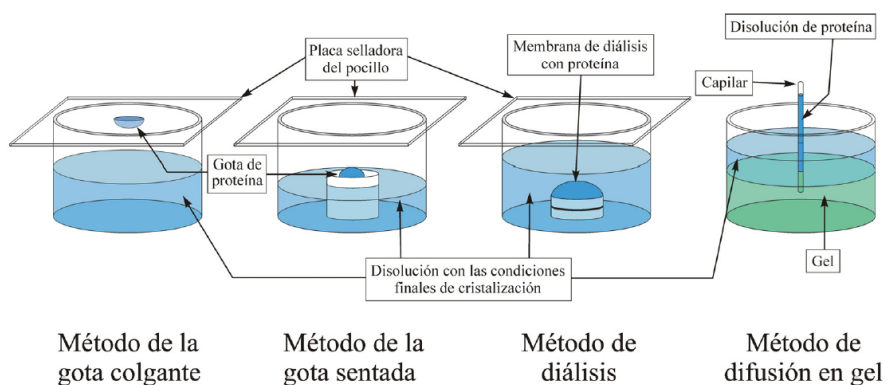 Placa selladora
del pocillo
Membrana de diálisis
con proteína
Disolución de proteína
Capilar
Gota de
proteína
Disolución con las condiciones
finales de cristalización
Gel
Método de la
gota colgante
Método de la
gota sentada
Método de
diálisis
Método de
difusión en gel